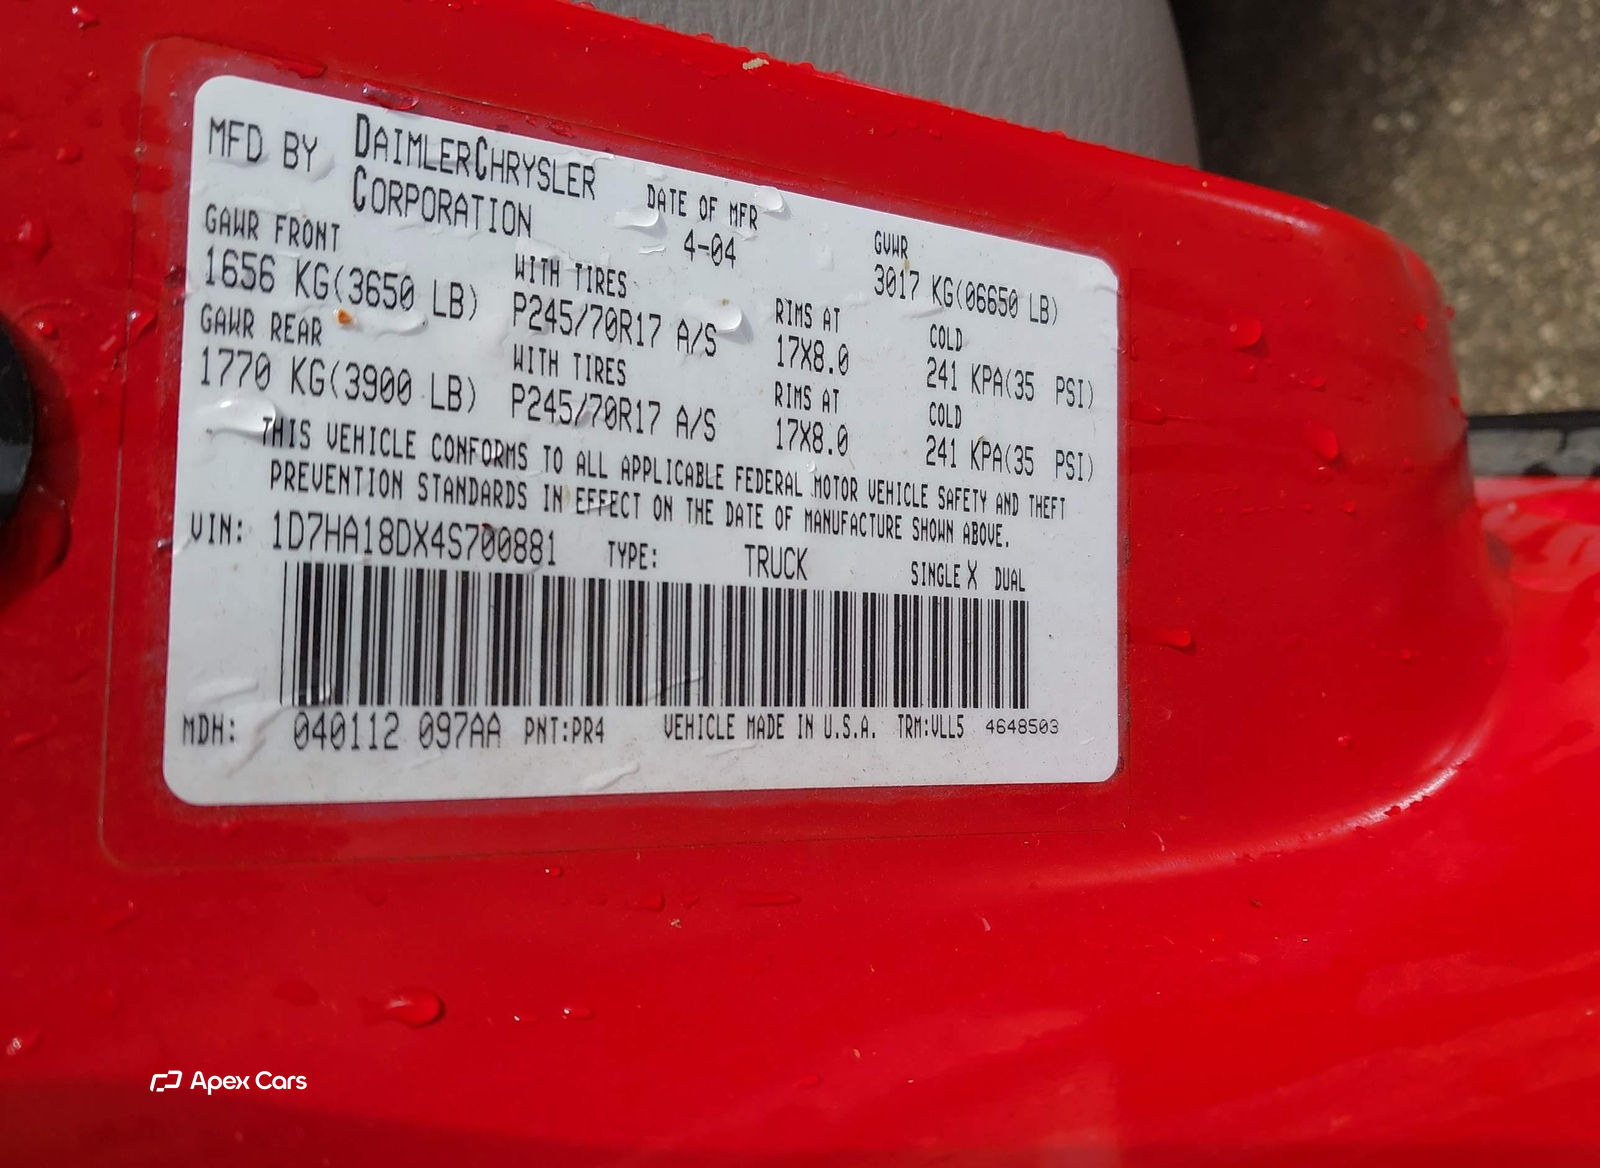 MFD BY DAIMLERCHRYSLER CORPORATION DATE OF MFR 4-04 GVWR 3017 KG(06650 LB)
GAWR FRONT WITH TIRES RIMS AT COLD
1656 KG(3650 LB) P245/70R17 A/S 17X8.0 241 KPA(35 PSI)
GAWR REAR WITH TIRES RIMS AT COLD
1770 KG(3900 LB) P245/70R17 A/S 17X8.0 241 KPA(35 PSI)
THIS VEHICLE CONFORMS TO ALL APPLICABLE FEDERAL MOTOR VEHICLE SAFETY AND THEFT
PREVENTION STANDARDS IN EFFECT ON THE DATE OF MANUFACTURE SHOWN ABOVE.
VIN: 1D7HA18DX4S700881 TYPE: TRUCK SINGLE X DUAL
MDH: 040112 097AA PNT:PR4 VEHICLE MADE IN U.S.A. TRM:VLL5 4648503
Apex Cars